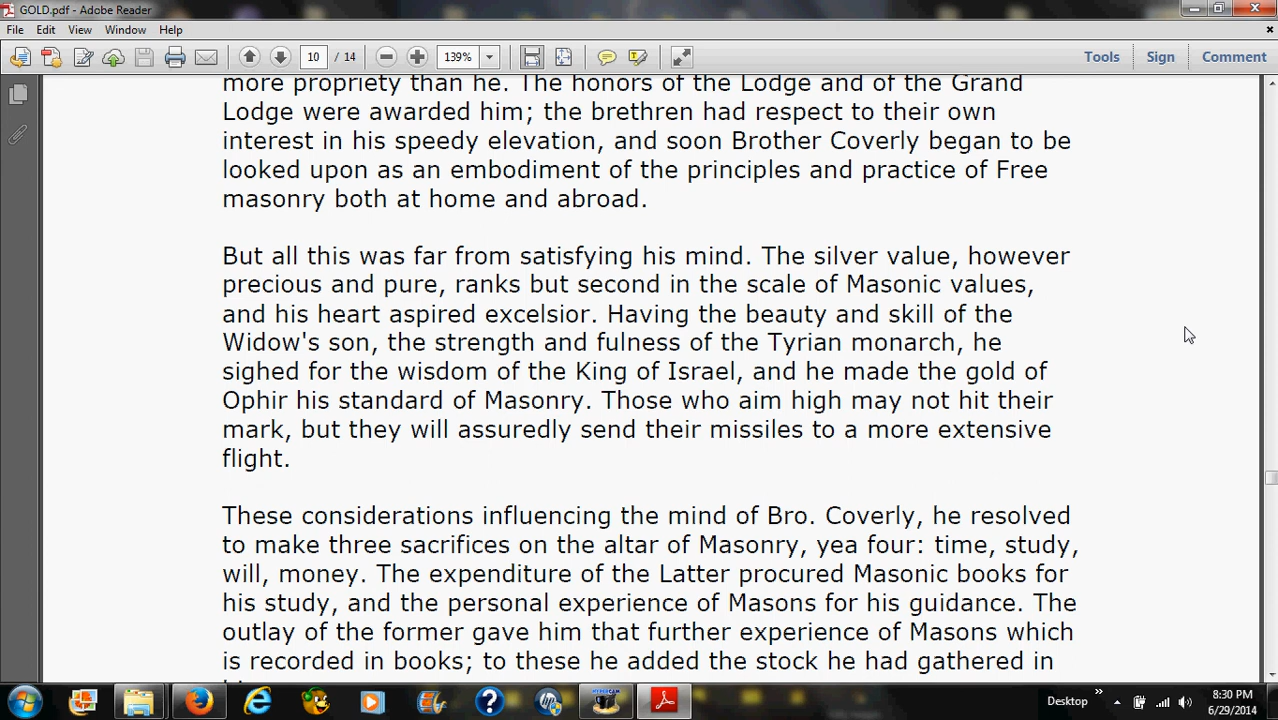 GOLD.pdf - Adobe Reader
File Edit View Window Help
10 / 14 139% Tools Sign Comment
more propriety than he. The honors of the Lodge and of the Grand
Lodge were awarded him; the brethren had respect to their own
interest in his speedy elevation, and soon Brother Coverly began to be
looked upon as an embodiment of the principles and practice of Free
masonry both at home and abroad.
But all this was far from satisfying his mind. The silver value, however
precious and pure, ranks but second in the scale of Masonic values,
and his heart aspired excelsior. Having the beauty and skill of the
Widow's son, the strength and fulness of the Tyrian monarch, he
sighed for the wisdom of the King of Israel, and he made the gold of
Ophir his standard of Masonry. Those who aim high may not hit their
mark, but they will assuredly send their missiles to a more extensive
flight.
These considerations influencing the mind of Bro. Coverly, he resolved
to make three sacrifices on the altar of Masonry, yea four: time, study,
will, money. The expenditure of the Latter procured Masonic books for
his study, and the personal experience of Masons for his guidance. The
outlay of the former gave him that further experience of Masons which
is recorded in books; to these he added the stock he had gathered in
Desktop 8:30 PM
6/29/2014